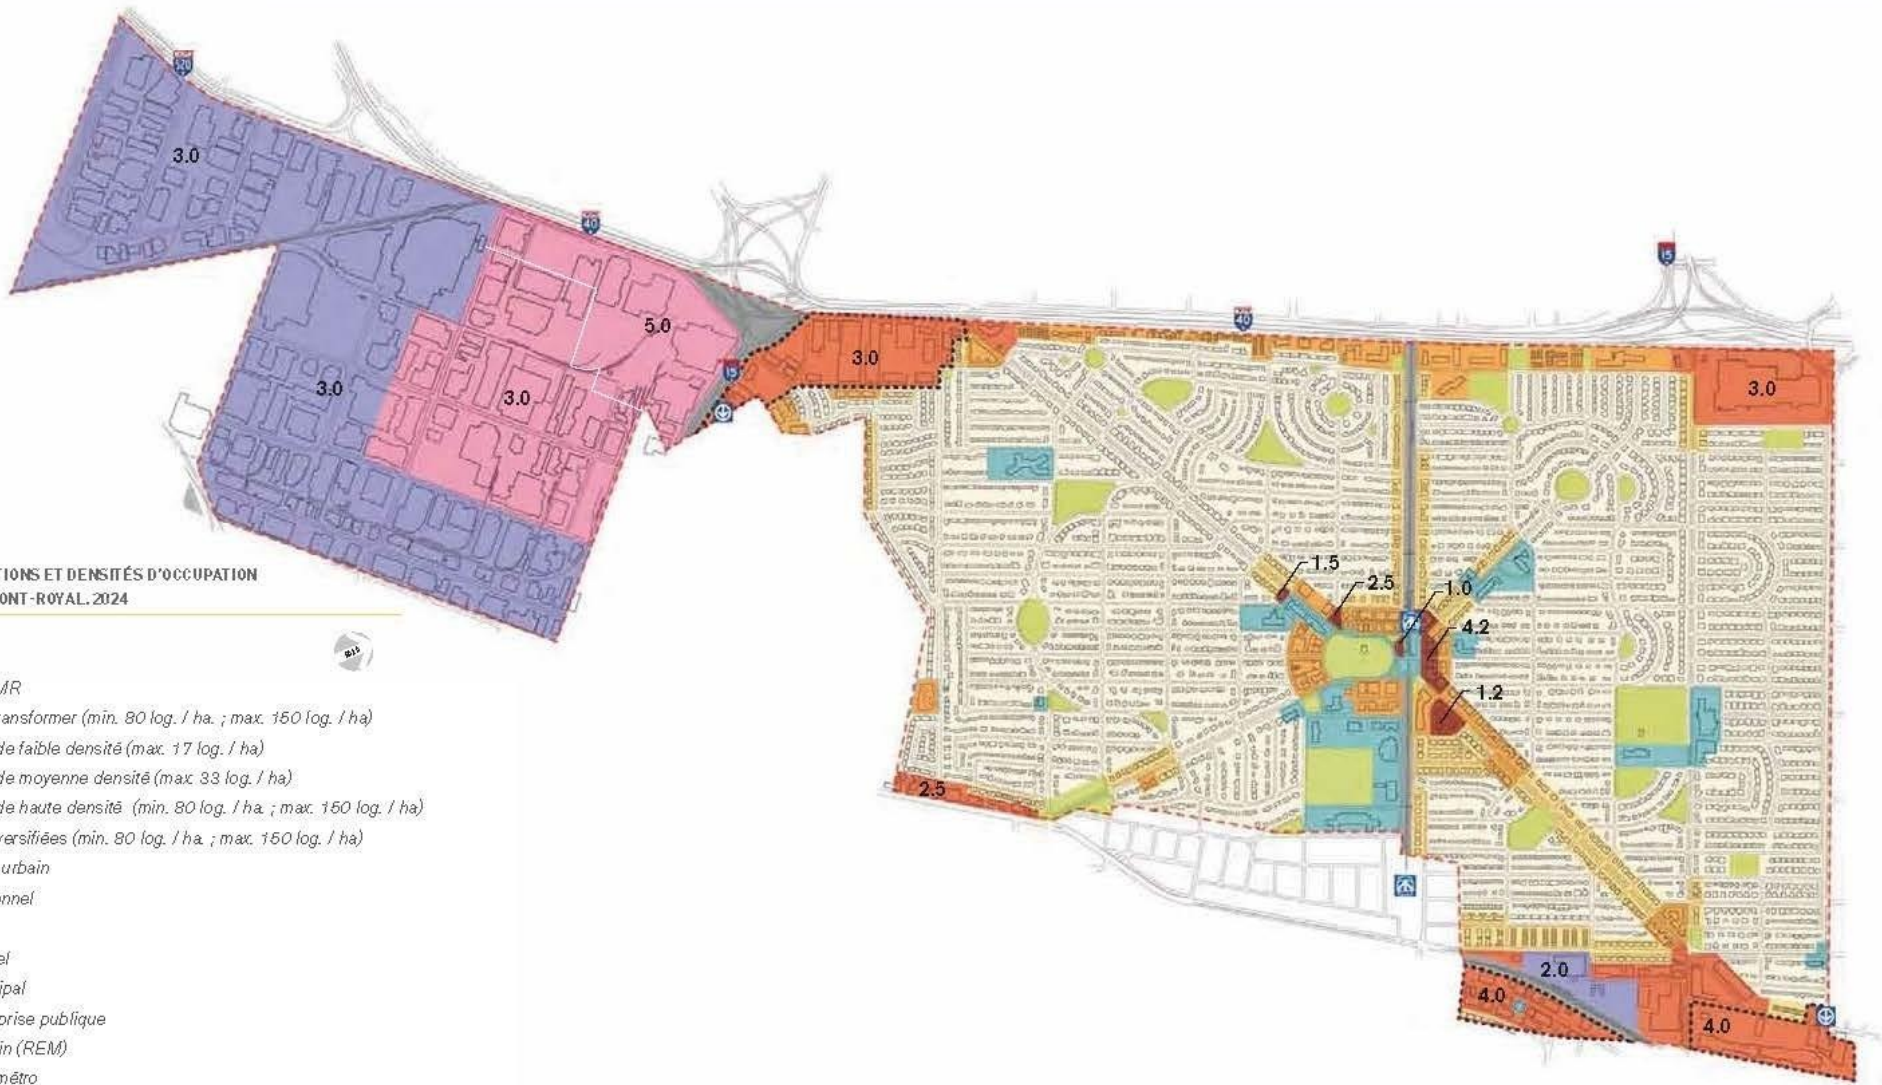 520
3.0
40
15
5.0
40
3.0
15
3.0
3.0
3.0
1.5
2.5
1.0
4.2
1.2
2.5
2.0
4.0
4.0
TIONS ET DENSITÉS D'OCCUPATION
ONT-ROYAL. 2024
MR
ransformer (min. 80 log. / ha. ; max. 150 log. / ha)
de faible densité (max. 17 log. / ha)
de moyenne densité (max. 33 log. / ha)
de haute densité (min. 80 log. / ha ; max. 150 log. / ha)
versifiées (min. 80 log. / ha ; max. 150 log. / ha)
urbain
onnel
el
ipal
prise publique
in (REM)
métro